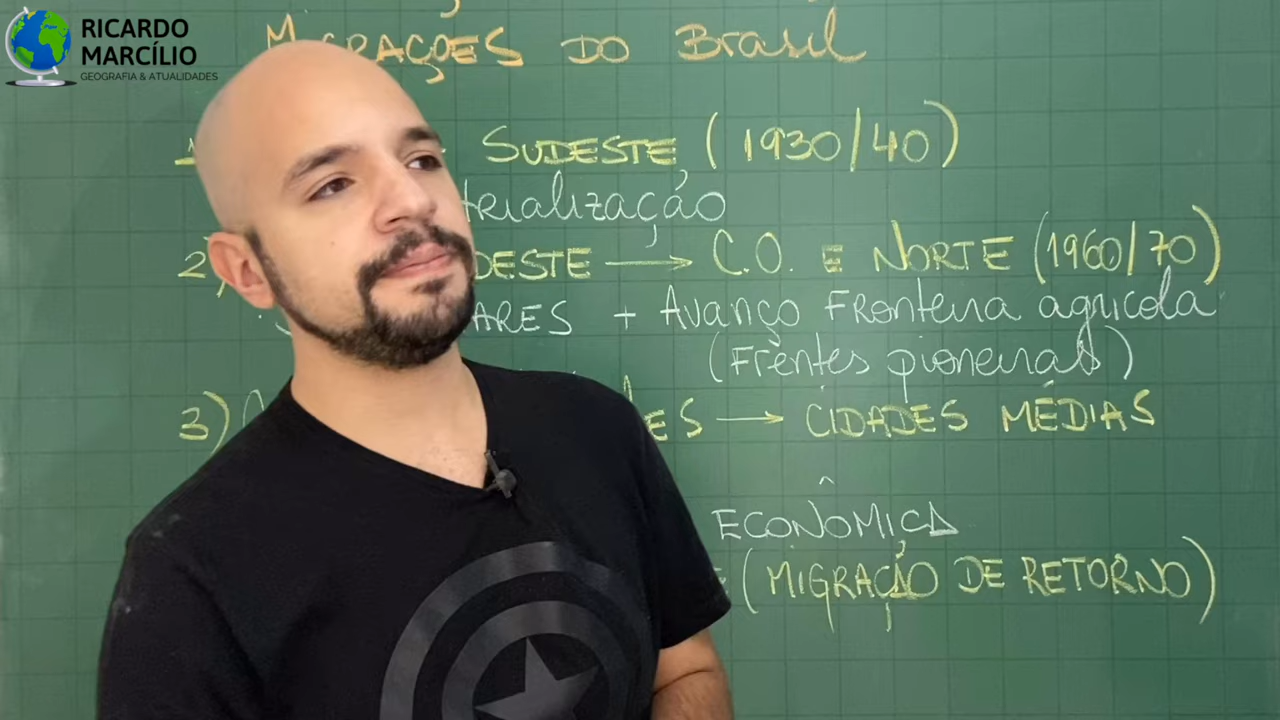 RICARDO
MARCÍLIO
GEOGRAFIA & ATUALIDADES
MIGRAÇÕES DO Brasil
SUDESTE (1930/40)
trialização
2) DESTE → C.O. E NORTE (1960/70)
ARES + Avanço Fronteira agrícola
(Frentes pioneiras)
3) ES → CIDADES MÉDIAS
ECONÔMICA
(MIGRAÇÃO DE RETORNO)